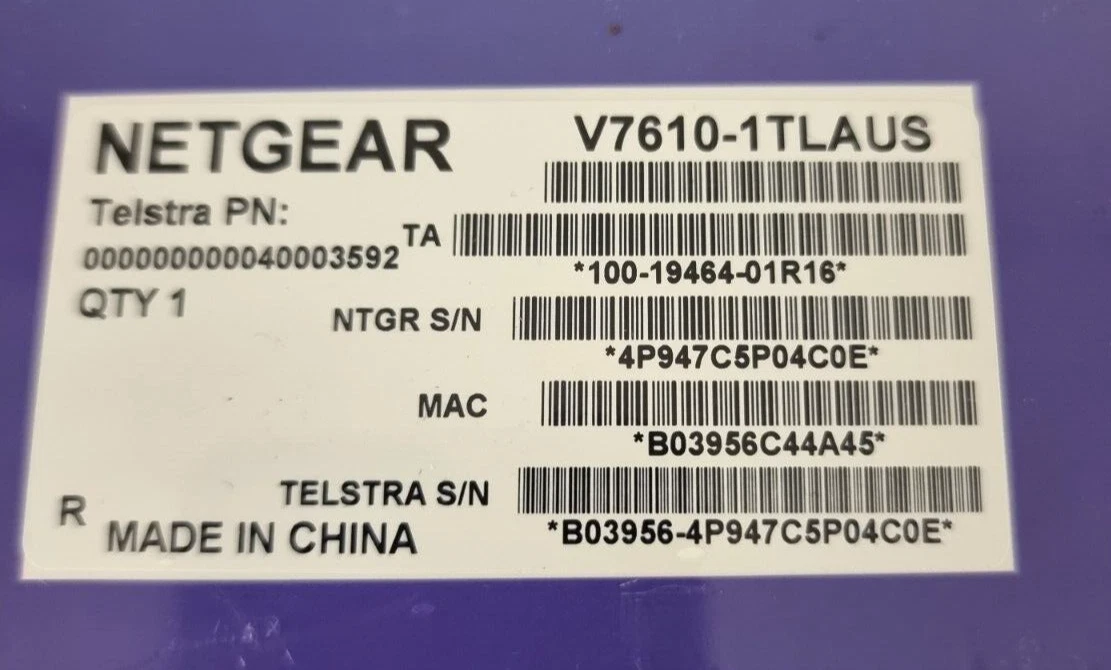 NETGEAR
V7610-1TLAUS
Telstra PN:
000000000040003592
TA
*100-19464-01R16*
QTY 1
NTGR S/N
*4P947C5P04C0E*
MAC
*B03956C44A45*
TELSTRA S/N
*B03956-4P947C5P04C0E*
R
MADE IN CHINA